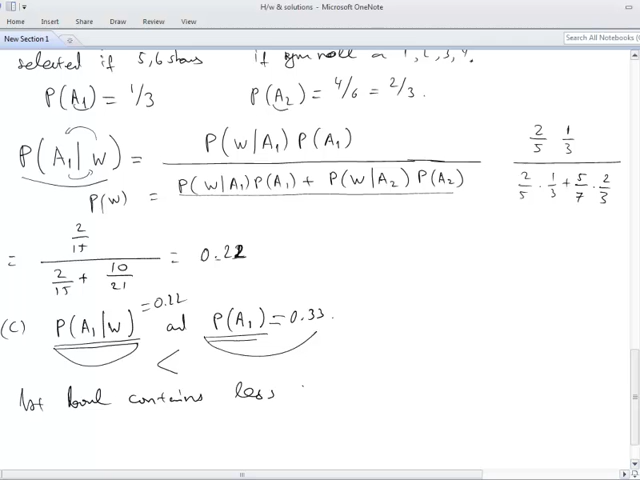 H/w & solutions - Microsoft OneNote
Home Insert Share Draw Review View
New Section 1 Search All Notebooks (
selected if 5,6 shows if you roll a 1, 2, 3, 4.
P(A₁) = 1/3 P(A₂) = 4/6 = 2/3.
P(A₁|W) = P(W|A₁) P(A₁) / P(W|A₁)P(A₁) + P(W|A₂) P(A₂) 2/5 1/3 / 2/5 · 1/3 + 5/7 · 2/3
P(W) =
= 2/15 / 2/15 + 10/21 = 0.22
(C) P(A₁|W) = 0.22 and P(A₁) = 0.33.
<
1st bowl contains less